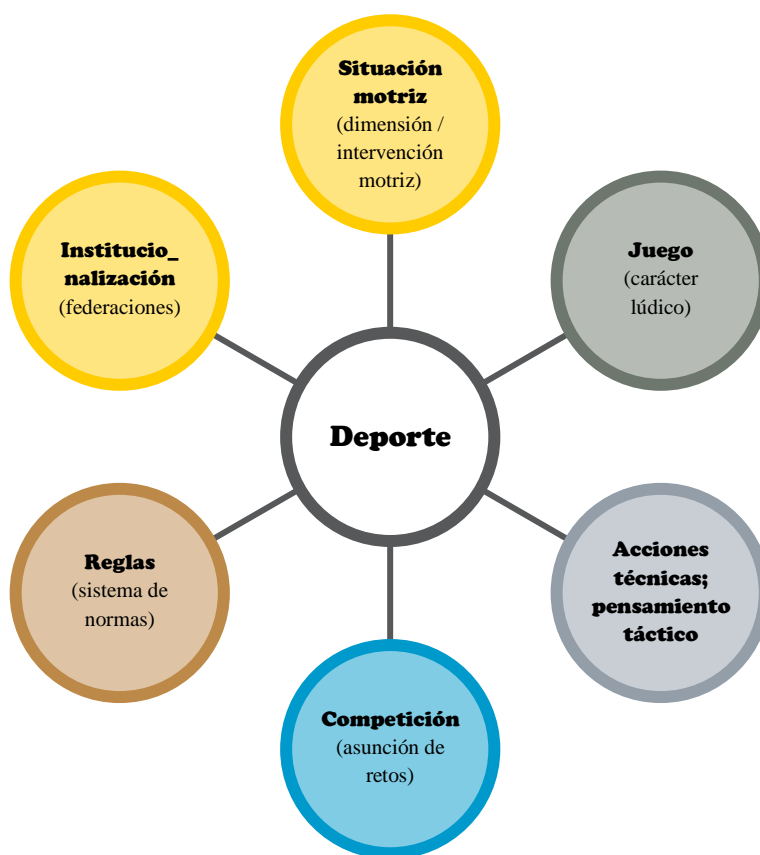 Situación
motriz
(dimensión /
intervención
motriz)
Institucio_
nalización
(federaciones)
Juego
(carácter
lúdico)
Deporte
Reglas
(sistema de
normas)
Acciones
técnicas;
pensamiento
táctico
Competición
(asunción de
retos)